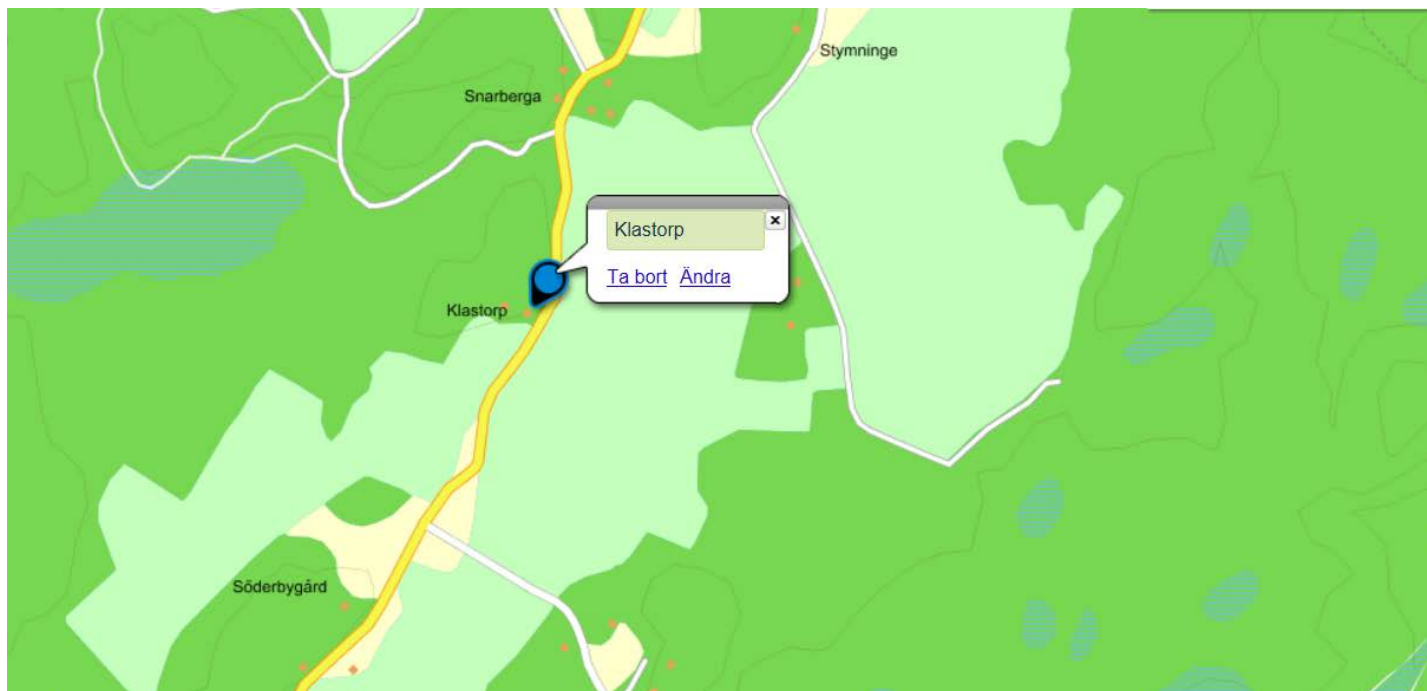 Stymninge
Snarberga
Klastorp
Ta bort Ändra
Klastorp
Söderbygård